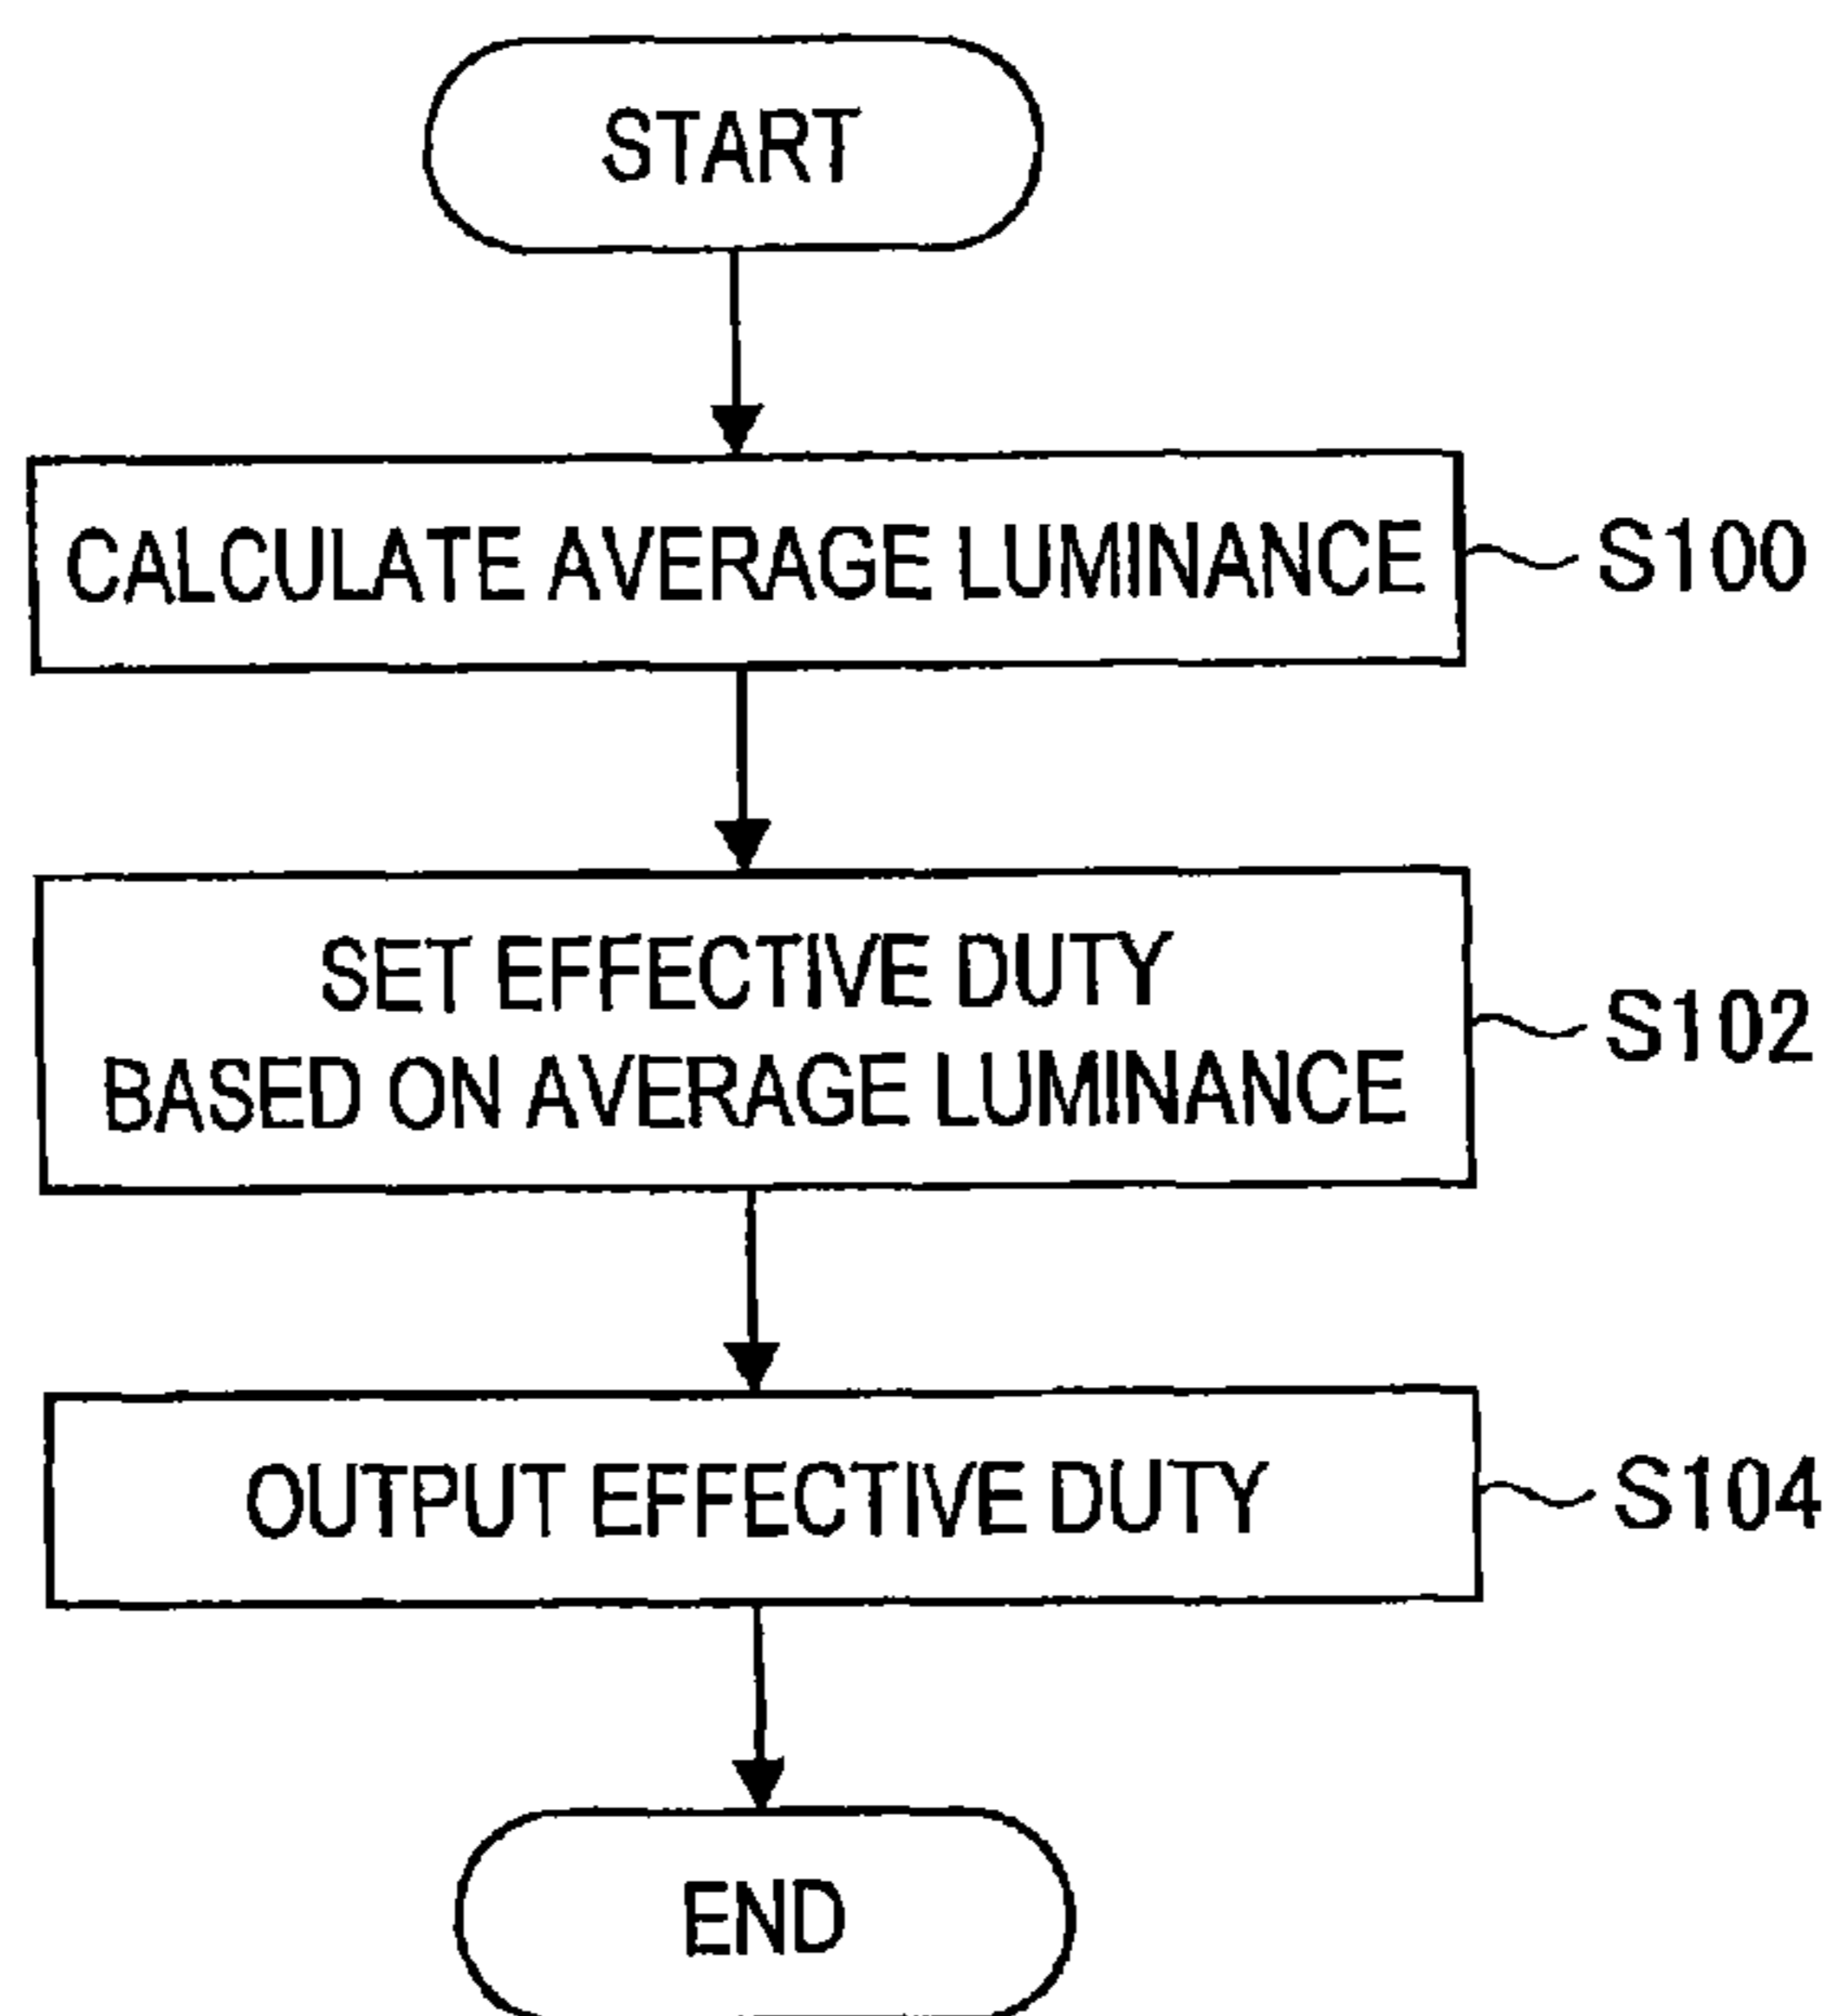 START
CALCULATE AVERAGE LUMINANCE
S100
SET EFFECTIVE DUTY
BASED ON AVERAGE LUMINANCE
S102
OUTPUT EFFECTIVE DUTY
S104
END